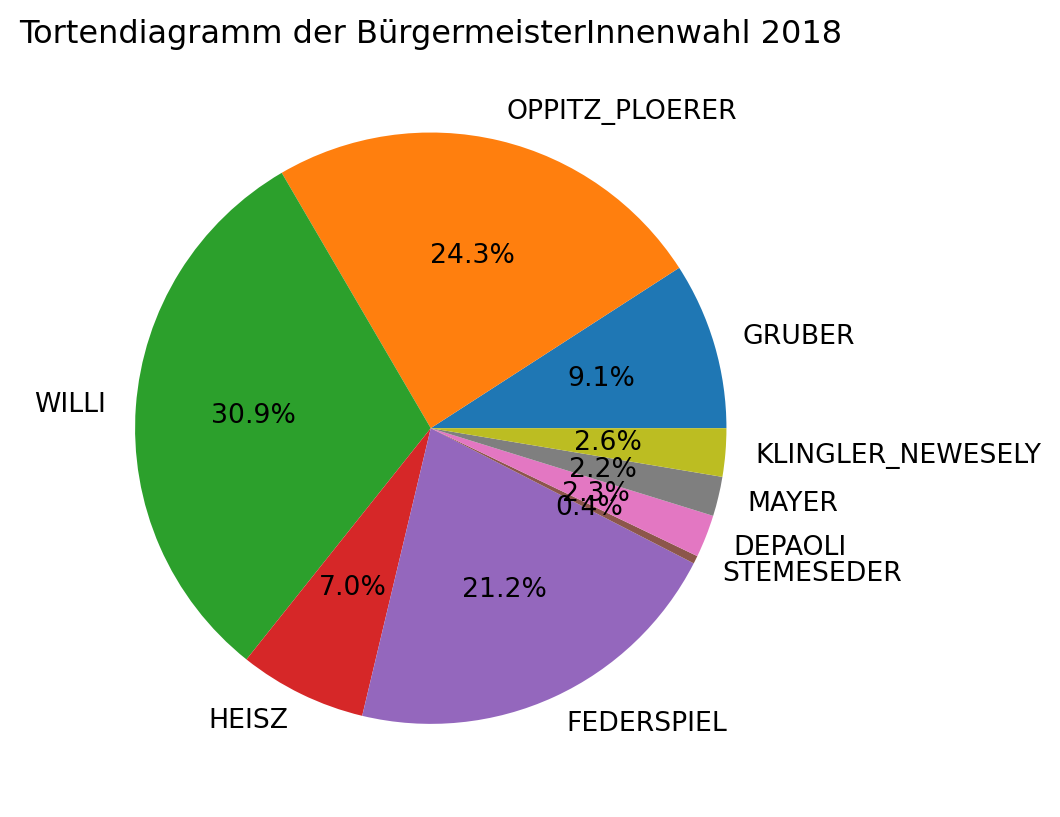 Tortendiagramm der BürgermeisterInnenwahl 2018
OPPITZ_PLOERER
24.3%
GRUBER
9.1%
WILLI
30.9%
2.6%
KLINGLER_NEWESELY
2.2%
MAYER
2.3%
0.4%
DEPAOLI
STEMESEDER
7.0%
21.2%
HEISZ
FEDERSPIEL